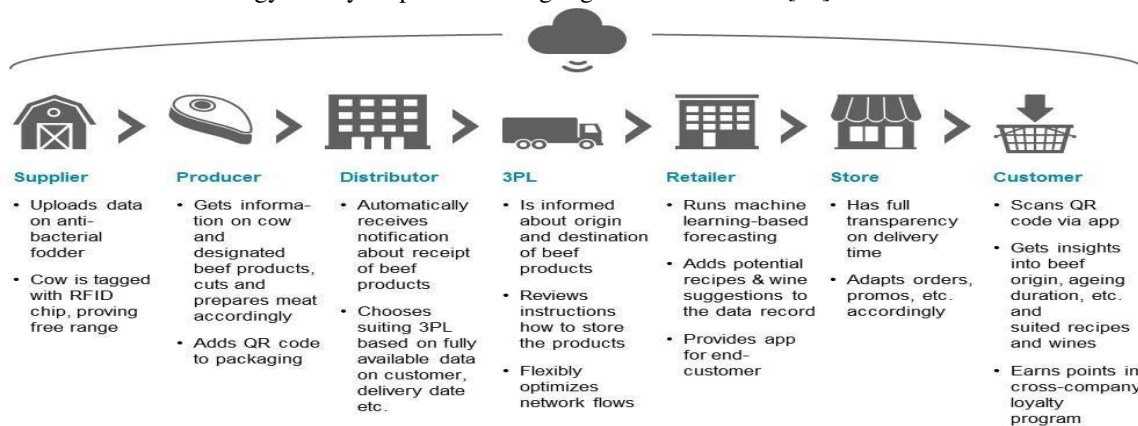 Supplier
• Uploads data
on anti-
bacterial
fodder
• Cow is tagged
with RFID
chip, proving
free range
Producer
• Gets informa-
tion on cow
and
designated
beef products,
cuts and
prepares meat
accordingly
• Adds QR code
to packaging
Distributor
• Automatically
receives
notification
about receipt
of beef
products
• Chooses
suiting 3PL
based on fully
available data
on customer,
delivery date
etc.
3PL
• Is informed
about origin
and destination
of beef
products
• Reviews
instructions
how to store
the products
• Flexibly
optimizes
network flows
Retailer
• Runs machine
learning-based
forecasting
• Adds potential
recipes & wine
suggestions to
the data record
• Provides app
for end-
customer
Store
• Has full
transparency
on delivery
time
• Adapts orders,
promos, etc.
accordingly
Customer
• Scans QR
code via app
• Gets insights
into beef
origin, ageing
duration, etc.
and
suited recipes
and wines
• Earns points in
cross-company
loyalty
program